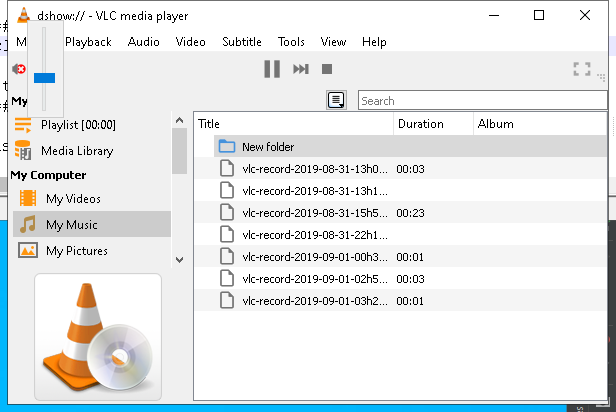 dshow:// - VLC media player
Playback Audio Video Subtitle Tools View Help
Search
Playlist [00:00]
Media Library
My Computer
My Videos
My Music
My Pictures
Title Duration Album
New folder
vlc-record-2019-08-31-13h0... 00:03
vlc-record-2019-08-31-13h1...
vlc-record-2019-08-31-15h5... 00:23
vlc-record-2019-08-31-22h1...
vlc-record-2019-09-01-00h3... 00:01
vlc-record-2019-09-01-02h5... 00:03
vlc-record-2019-09-01-03h2... 00:01